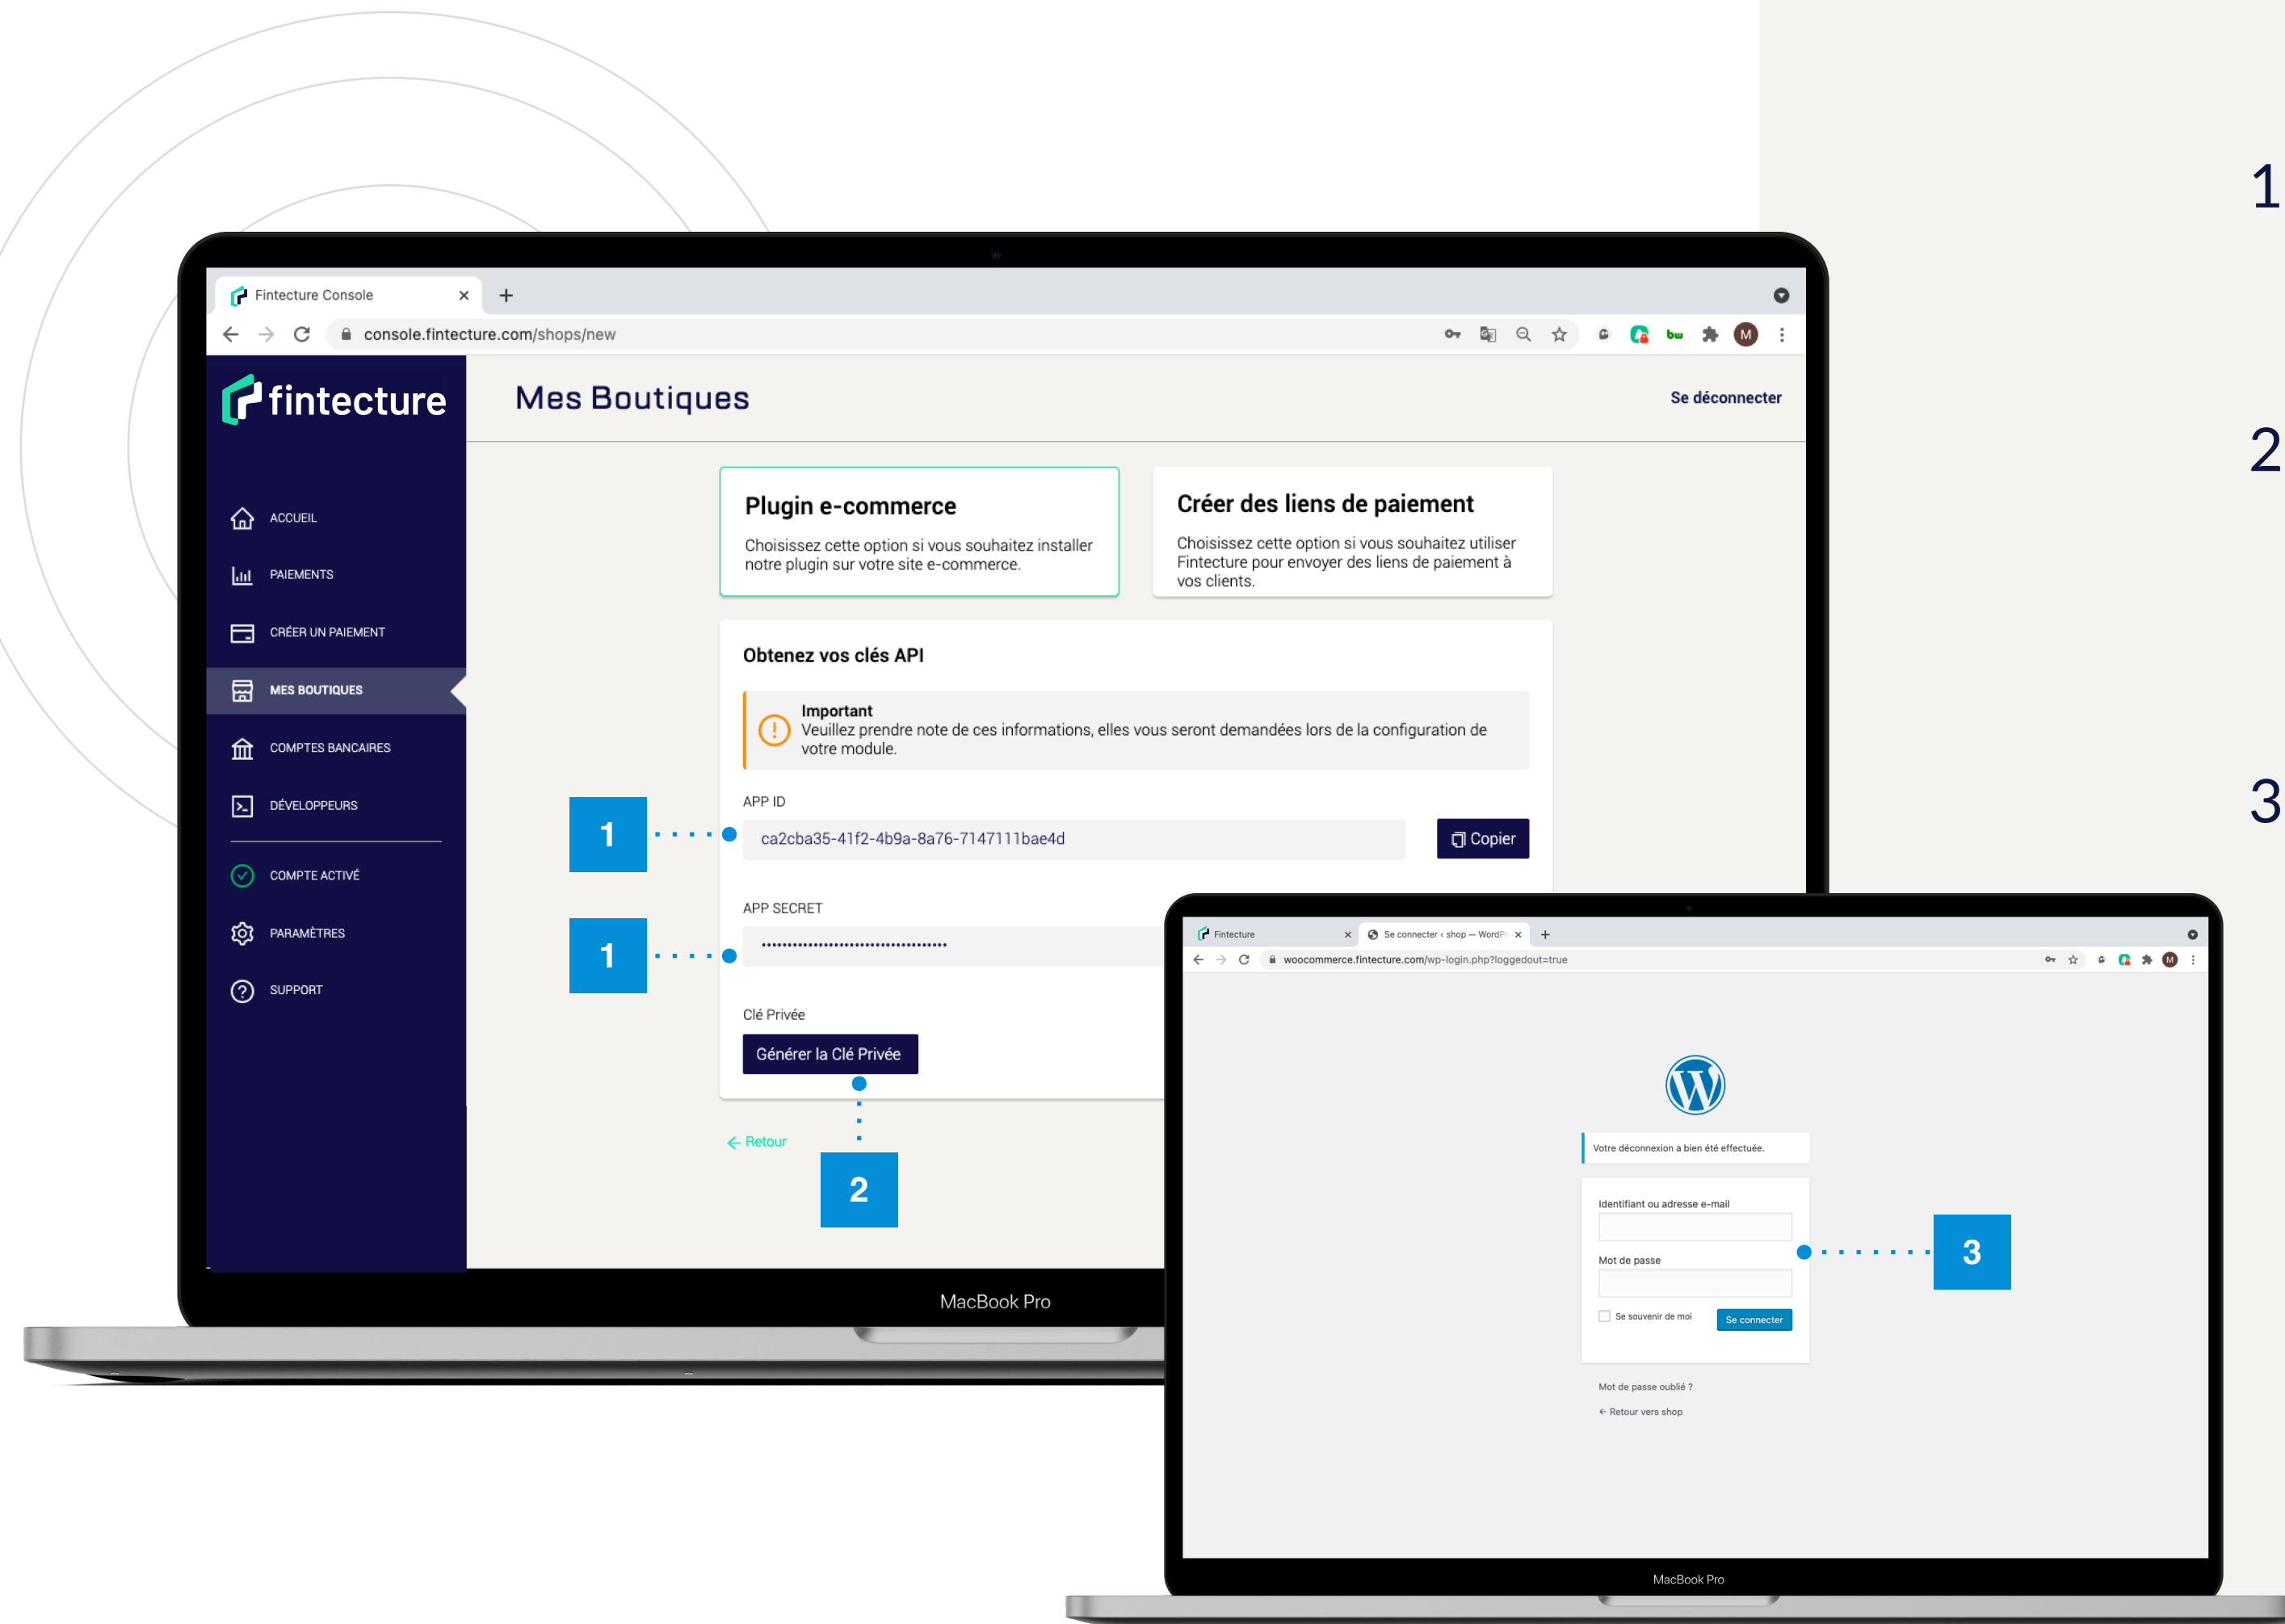 Fintecture Console
console.fintecture.com/shops/new
M
fintecture
Mes Boutiques
Se déconnecter
ACCUEIL
PAIEMENTS
CRÉER UN PAIEMENT
MES BOUTIQUES
COMPTES BANCAIRES
DÉVELOPPEURS
COMPTE ACTIVÉ
PARAMÈTRES
SUPPORT
Plugin e-commerce
Choisissez cette option si vous souhaitez installer
notre plugin sur votre site e-commerce.
Créer des liens de paiement
Choisissez cette option si vous souhaitez utiliser
Fintecture pour envoyer des liens de paiement à
vos clients.
Obtenez vos clés API
Important
Veuillez prendre note de ces informations, elles vous seront demandées lors de la configuration de
votre module.
APP ID
1
ca2cba35-41f2-4b9a-8a76-7147111bae4d
Copier
APP SECRET
1
Clé Privée
Générer la Clé Privée
← Retour
2
MacBook Pro
Fintecture
Se connecter ‹ shop — WordPr
woocommerce.fintecture.com/wp-login.php?loggedout=true
M
Votre déconnexion a bien été effectuée.
Identifiant ou adresse e-mail
Mot de passe
3
Se souvenir de moi
Se connecter
Mot de passe oublié ?
← Retour vers shop
MacBook Pro
1
2
3